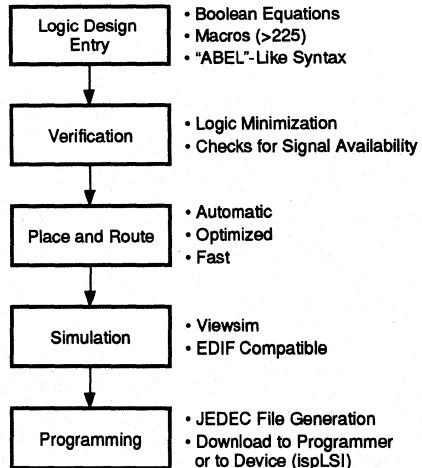 Logic Design
Entry
• Boolean Equations
• Macros (>225)
• “ABEL”-Like Syntax
Verification
• Logic Minimization
• Checks for Signal Availability
Place and Route
• Automatic
• Optimized
• Fast
Simulation
• Viewsim
• EDIF Compatible
Programming
• JEDEC File Generation
• Download to Programmer
or to Device (ispLSI)